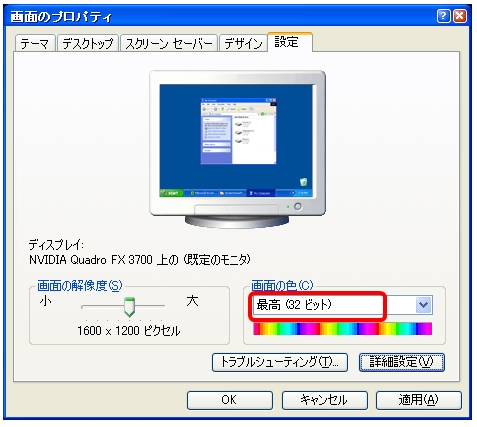 画面のプロパティ
テーマ デスクトップ スクリーン セーバー デザイン 設定
ディスプレイ:
NVIDIA Quadro FX 3700 上の (既定のモニタ)
画面の解像度(S)
小 大
1600 x 1200 ピクセル
画面の色(C)
最高 (32 ビット)
トラブルシューティング(T)... 詳細設定(V)
OK キャンセル 適用(A)